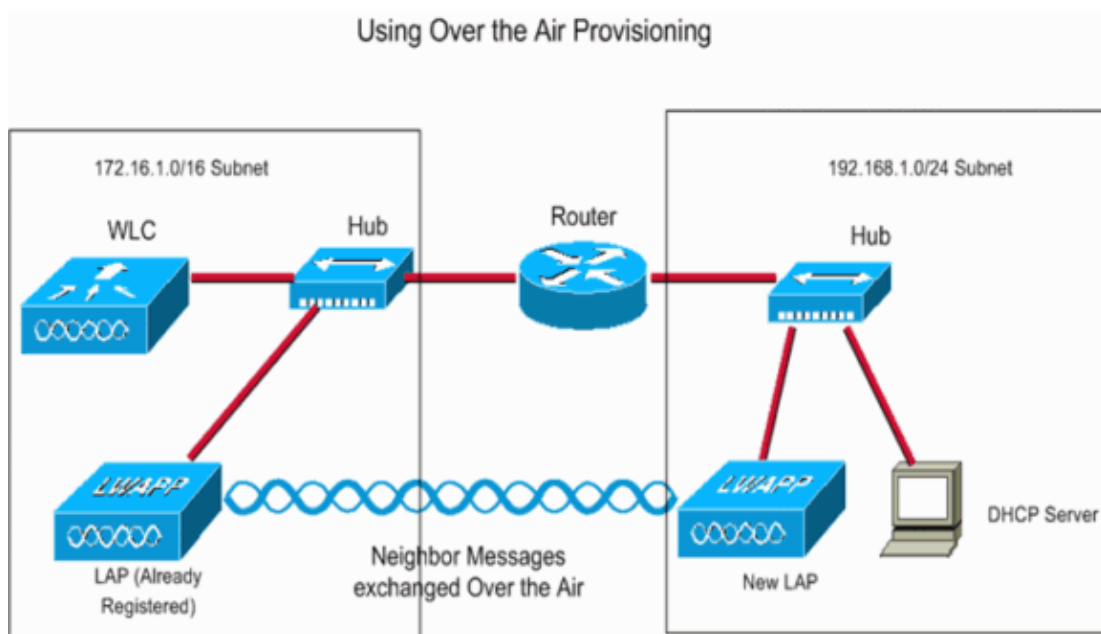 Using Over the Air Provisioning
172.16.1.0/16 Subnet
192.168.1.0/24 Subnet
WLC
Hub
Router
Hub
LWAPP
LWAPP
DHCP Server
LAP (Already
Registered)
Neighbor Messages
exchanged Over the Air
New LAP